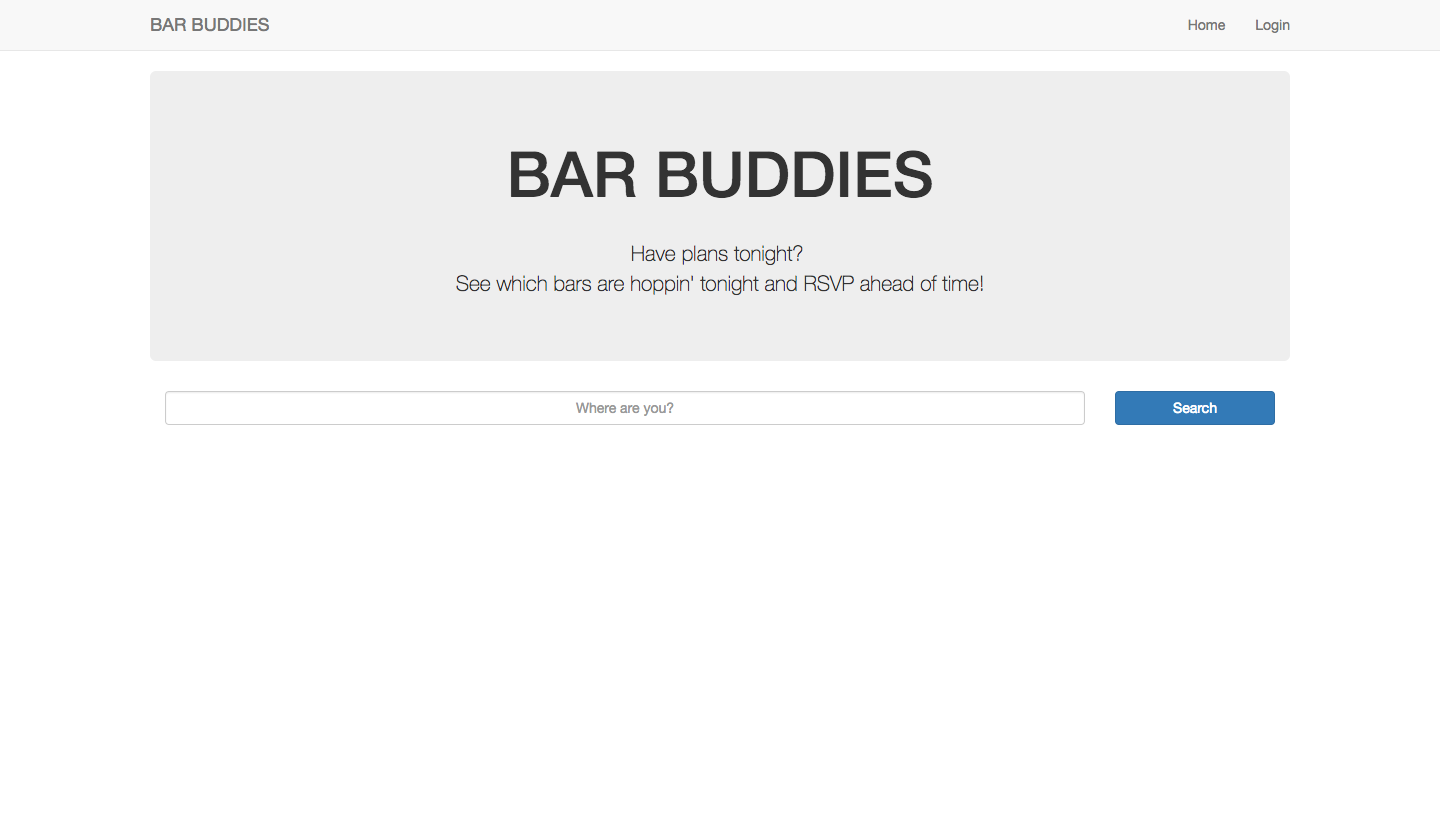 BAR BUDDIES
Home
Login
BAR BUDDIES
Have plans tonight?
See which bars are hoppin' tonight and RSVP ahead of time!
Where are you?
Search